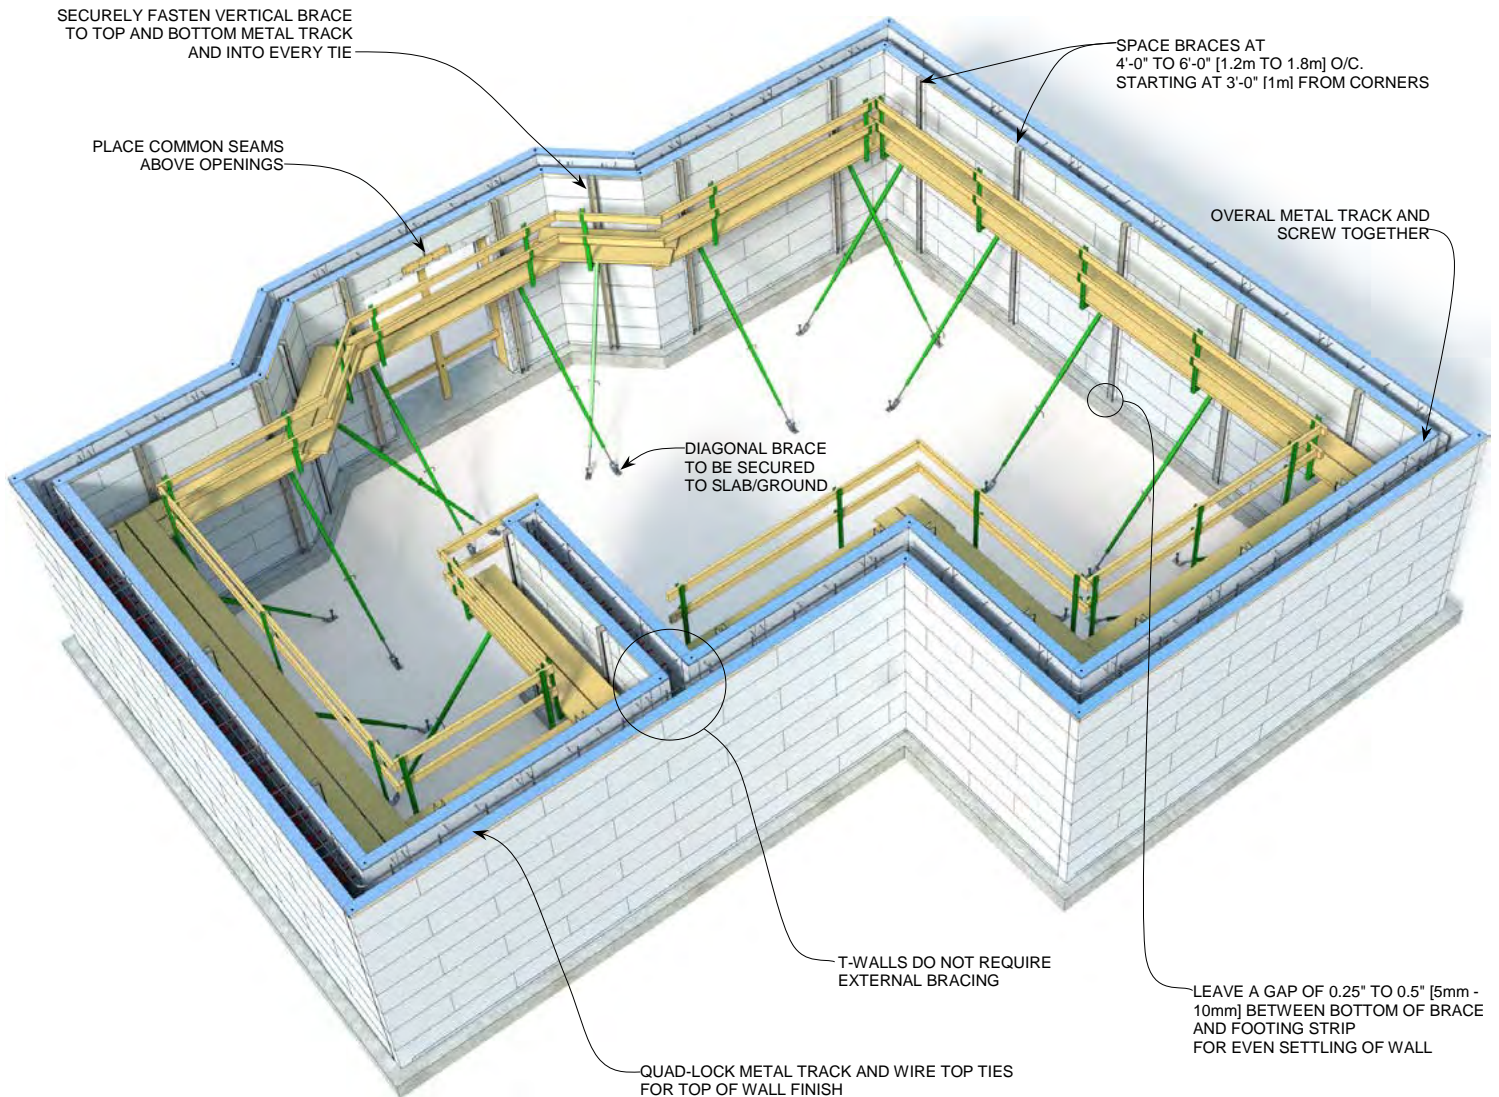 SECURELY FASTEN VERTICAL BRACE
TO TOP AND BOTTOM METAL TRACK
AND INTO EVERY TIE
SPACE BRACES AT
4'-0" TO 6'-0" [1.2m TO 1.8m] O/C.
STARTING AT 3'-0" [1m] FROM CORNERS
PLACE COMMON SEAMS
ABOVE OPENINGS
OVERAL METAL TRACK AND
SCREW TOGETHER
DIAGONAL BRACE
TO BE SECURED
TO SLAB/GROUND
T-WALLS DO NOT REQUIRE
EXTERNAL BRACING
LEAVE A GAP OF 0.25" TO 0.5" [5mm -
10mm] BETWEEN BOTTOM OF BRACE
AND FOOTING STRIP
FOR EVEN SETTLING OF WALL
QUAD-LOCK METAL TRACK AND WIRE TOP TIES
FOR TOP OF WALL FINISH